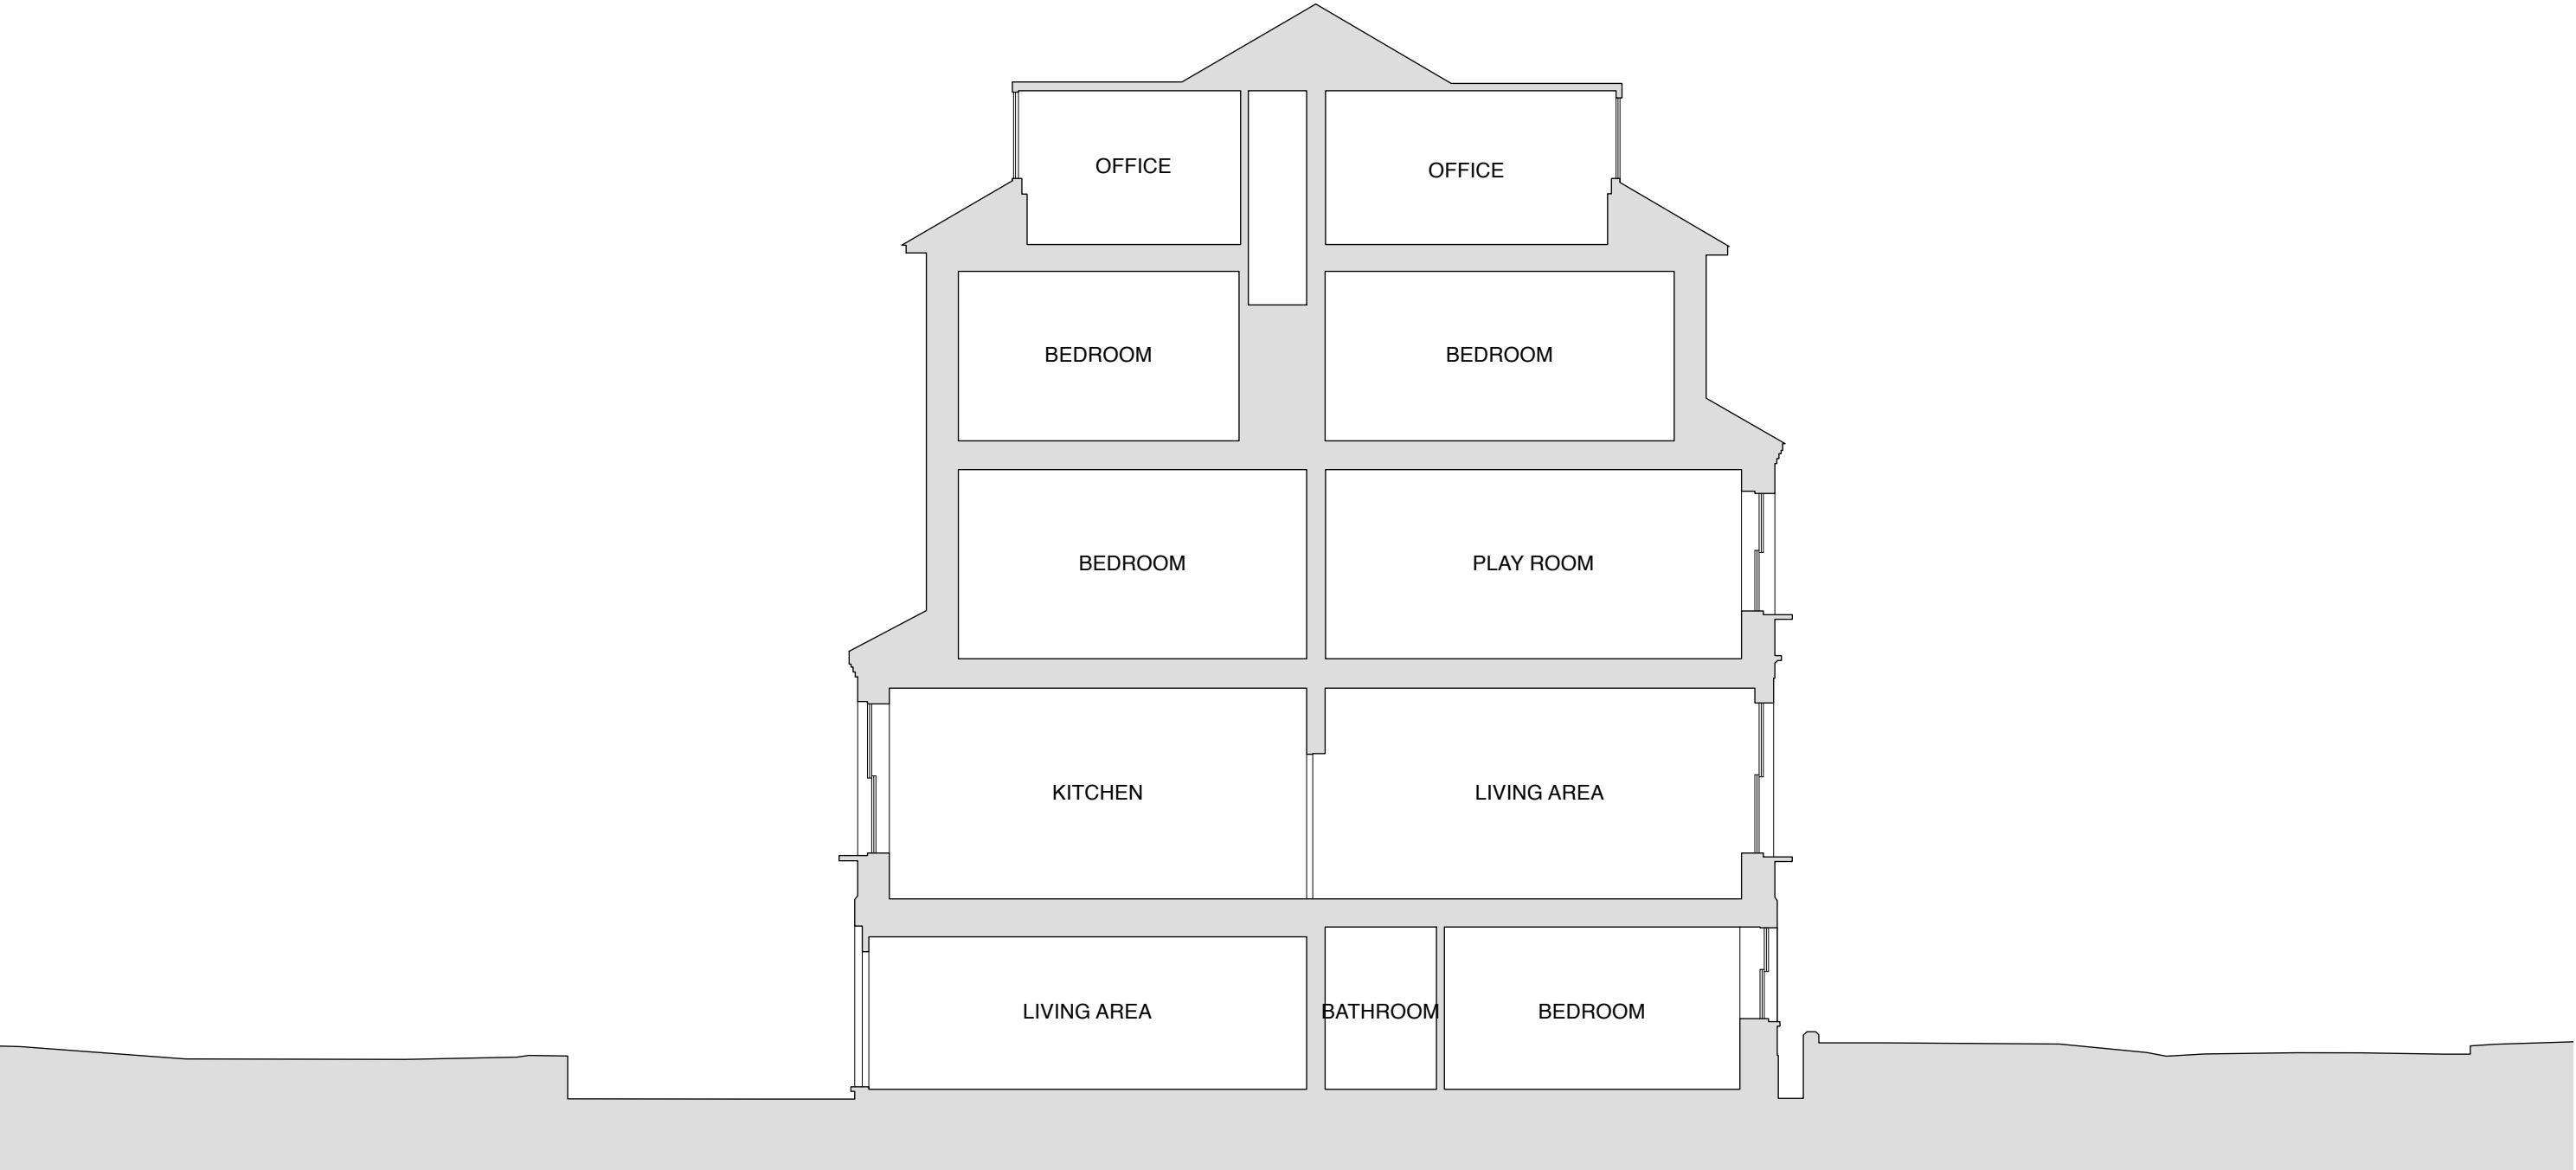 OFFICE
OFFICE
BEDROOM
BEDROOM
BEDROOM
PLAY ROOM
KITCHEN
LIVING AREA
LIVING AREA
BATHROOM
BEDROOM